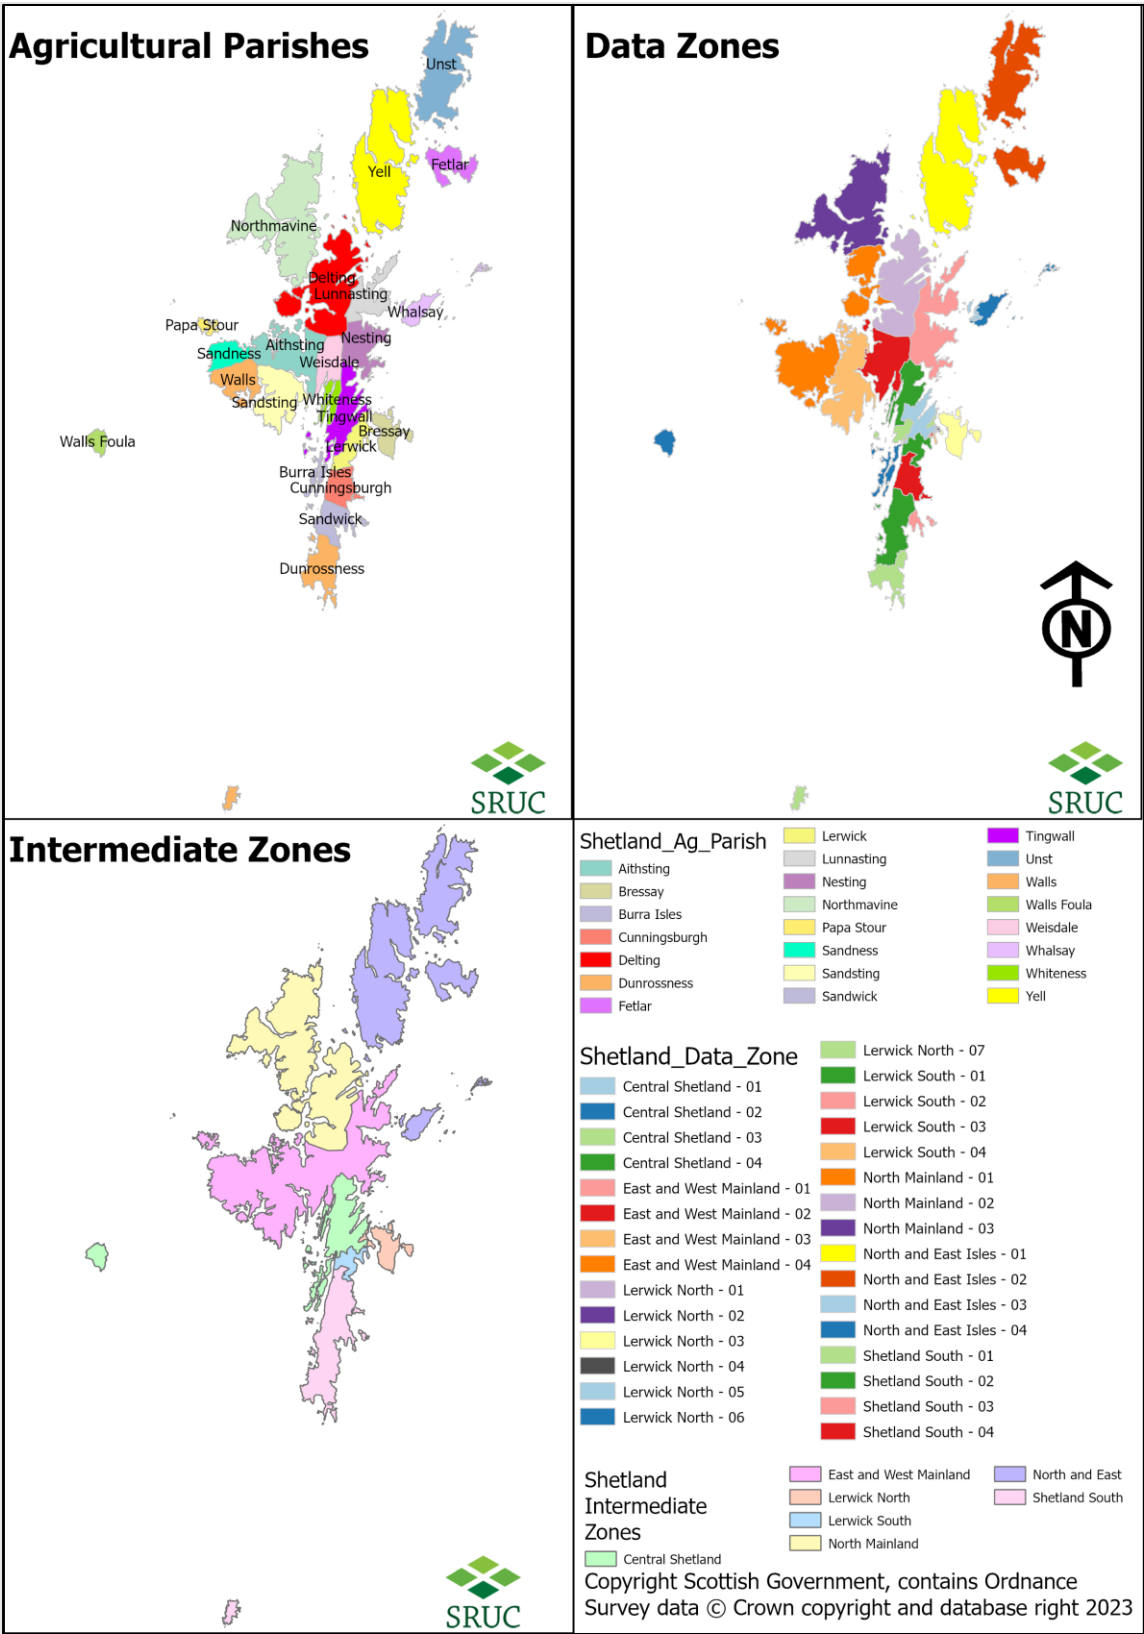 Agricultural Parishes
Unst
Yell
Fetlar
Northmavine
Delting
Lunnasting
Whalsay
Papa Stour
Nesting
Aithsting
Sandness
Weisdale
Walls
Whiteness
Sandsting
Tingwall
Bressay
Walls Foula
Lerwick
Burra Isles
Cunningsburgh
Sandwick
Dunrossness
SRUC
Data Zones
N
SRUC
Intermediate Zones
SRUC
Shetland_Ag_Parish
Aithsting
Bressay
Burra Isles
Cunningsburgh
Delting
Dunrossness
Fetlar
Lerwick
Lunnasting
Nesting
Northmavine
Papa Stour
Sandness
Sandsting
Sandwick
Tingwall
Unst
Walls
Walls Foula
Weisdale
Whalsay
Whiteness
Yell
Shetland_Data_Zone
Central Shetland - 01
Central Shetland - 02
Central Shetland - 03
Central Shetland - 04
East and West Mainland - 01
East and West Mainland - 02
East and West Mainland - 03
East and West Mainland - 04
Lerwick North - 01
Lerwick North - 02
Lerwick North - 03
Lerwick North - 04
Lerwick North - 05
Lerwick North - 06
Lerwick North - 07
Lerwick South - 01
Lerwick South - 02
Lerwick South - 03
Lerwick South - 04
North Mainland - 01
North Mainland - 02
North Mainland - 03
North and East Isles - 01
North and East Isles - 02
North and East Isles - 03
North and East Isles - 04
Shetland South - 01
Shetland South - 02
Shetland South - 03
Shetland South - 04
Shetland
Intermediate
Zones
Central Shetland
East and West Mainland
Lerwick North
Lerwick South
North Mainland
North and East
Shetland South
Copyright Scottish Government, contains Ordnance
Survey data © Crown copyright and database right 2023